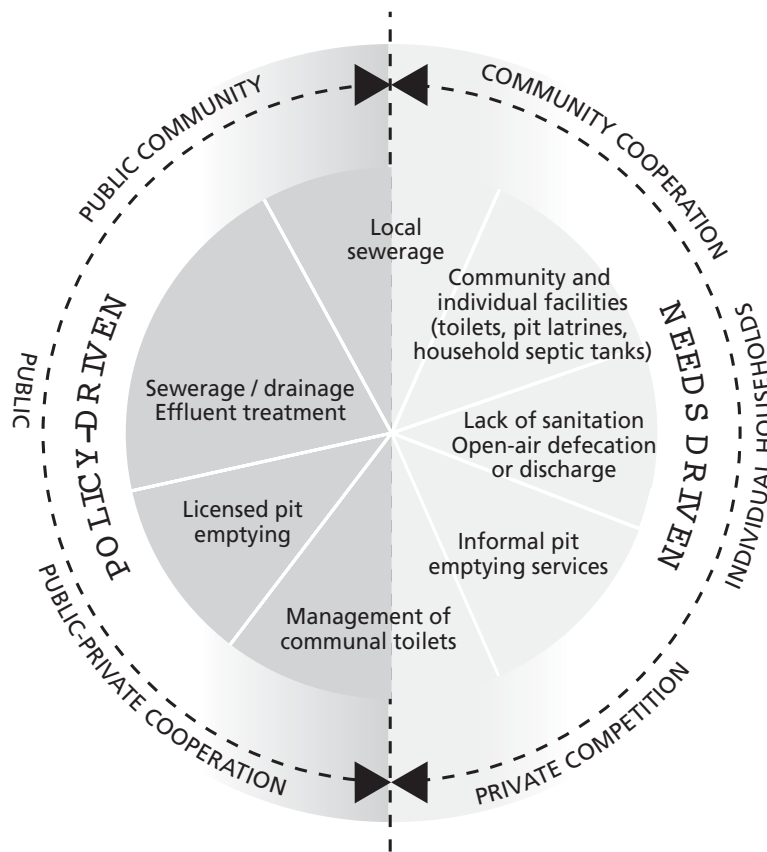 PUBLIC COMMUNITY
COMMUNITY COOPERATION
Local
sewerage
Community and
individual facilities
(toilets, pit latrines,
household septic tanks)
POLICY-DRIVEN
NEEDS DRIVEN
PUBLIC
INDIVIDUAL HOUSEHOLDS
Sewerage / drainage
Effluent treatment
Lack of sanitation
Open-air defecation
or discharge
Licensed pit
emptying
Informal pit
emptying services
Management of
communal toilets
PUBLIC-PRIVATE COOPERATION
PRIVATE COMPETITION